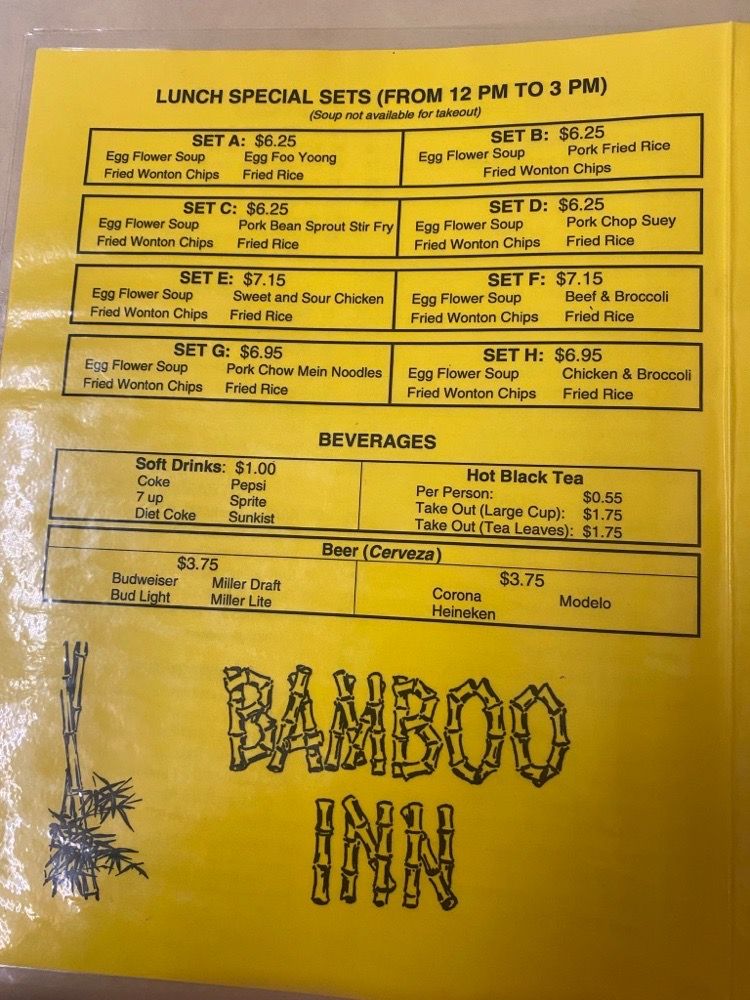 LUNCH SPECIAL SETS (FROM 12 PM TO 3 PM)
(Soup not available for takeout)
SET A: $6.25
Egg Flower Soup Egg Foo Yoong
Fried Wonton Chips Fried Rice
SET B: $6.25
Egg Flower Soup Pork Fried Rice
Fried Wonton Chips
SET C: $6.25
Egg Flower Soup Pork Bean Sprout Stir Fry
Fried Wonton Chips Fried Rice
SET D: $6.25
Egg Flower Soup Pork Chop Suey
Fried Wonton Chips Fried Rice
SET E: $7.15
Egg Flower Soup Sweet and Sour Chicken
Fried Wonton Chips Fried Rice
SET F: $7.15
Egg Flower Soup Beef & Broccoli
Fried Wonton Chips Fried Rice
SET G: $6.95
Egg Flower Soup Pork Chow Mein Noodles
Fried Wonton Chips Fried Rice
SET H: $6.95
Egg Flower Soup Chicken & Broccoli
Fried Wonton Chips Fried Rice
BEVERAGES
Soft Drinks: $1.00
Coke Pepsi
7 up Sprite
Diet Coke Sunkist
Hot Black Tea
Per Person: $0.55
Take Out (Large Cup): $1.75
Take Out (Tea Leaves): $1.75
Beer (Cerveza)
$3.75
Budweiser Miller Draft
Bud Light Miller Lite
$3.75
Corona Modelo
Heineken
BAMBOO
INN